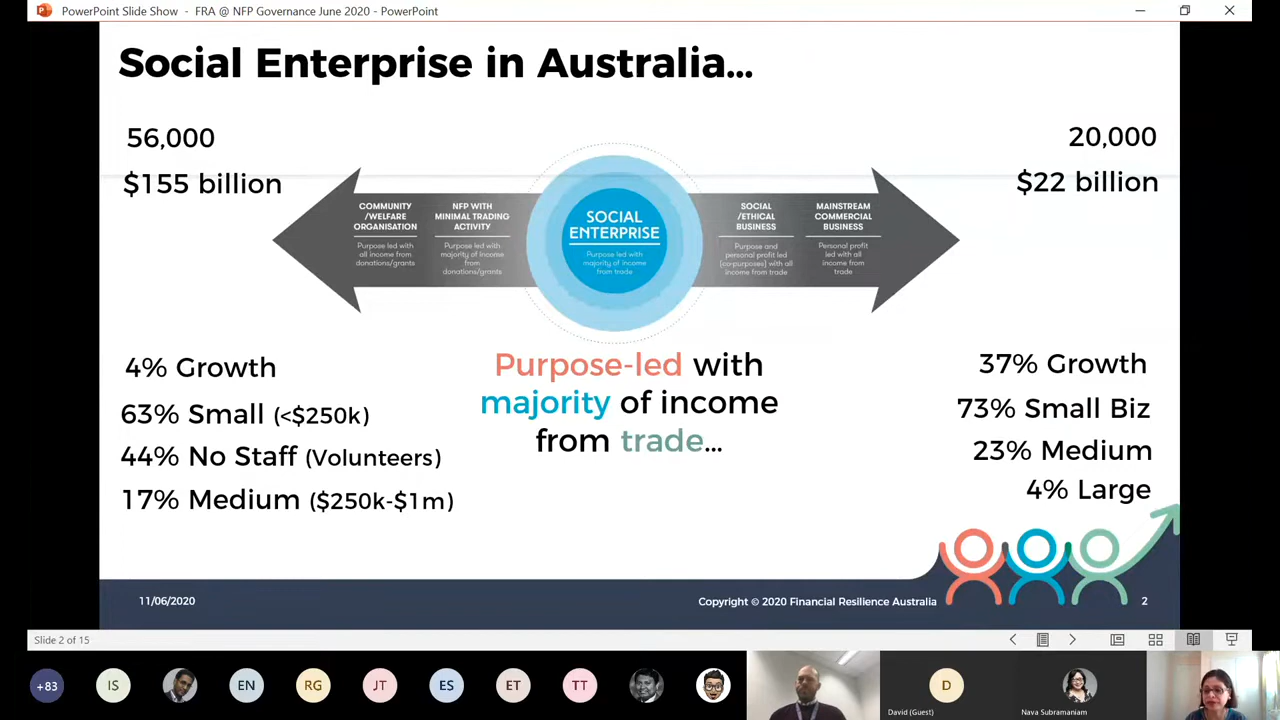 PowerPoint Slide Show - FRA @ NFP Governance June 2020 - PowerPoint
Social Enterprise in Australia...
56,000
$155 billion
20,000
$22 billion
COMMUNITY
/WELFARE
ORGANISATION
Purpose led with
all income from
donations/grants
NFP WITH
MINIMAL TRADING
ACTIVITY
Purpose led with
majority of income
from
donations/grants
SOCIAL
ENTERPRISE
Purpose led with
majority of income
from trade
SOCIAL
/ETHICAL
BUSINESS
Purpose and
personal profit led
(co-purposes) with all
income from trade
MAINSTREAM
COMMERCIAL
BUSINESS
Personal profit
led with all
income from
trade
4% Growth
63% Small (<$250k)
44% No Staff (Volunteers)
17% Medium ($250k-$1m)
Purpose-led with
majority of income
from trade...
37% Growth
73% Small Biz
23% Medium
4% Large
11/06/2020
Copyright © 2020 Financial Resilience Australia
2
Slide 2 of 15
+83
IS
EN
RG
JT
ES
ET
TT
D
David (Guest)
Nava Subramaniam